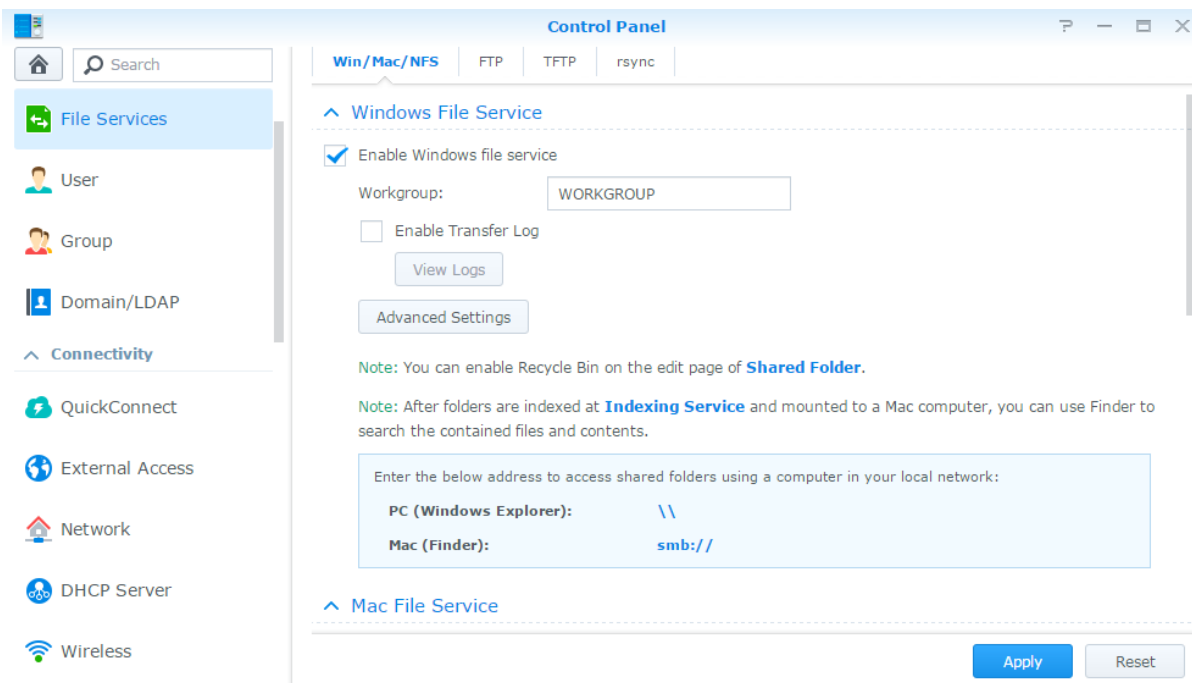 Control Panel
Search
File Services
User
Group
Domain/LDAP
Connectivity
QuickConnect
External Access
Network
DHCP Server
Wireless
Win/Mac/NFS FTP TFTP rsync
Windows File Service
Enable Windows file service
Workgroup: WORKGROUP
Enable Transfer Log
View Logs
Advanced Settings
Note: You can enable Recycle Bin on the edit page of Shared Folder.
Note: After folders are indexed at Indexing Service and mounted to a Mac computer, you can use Finder to
search the contained files and contents.
Enter the below address to access shared folders using a computer in your local network:
PC (Windows Explorer): \\
Mac (Finder): smb://
Mac File Service
Apply Reset